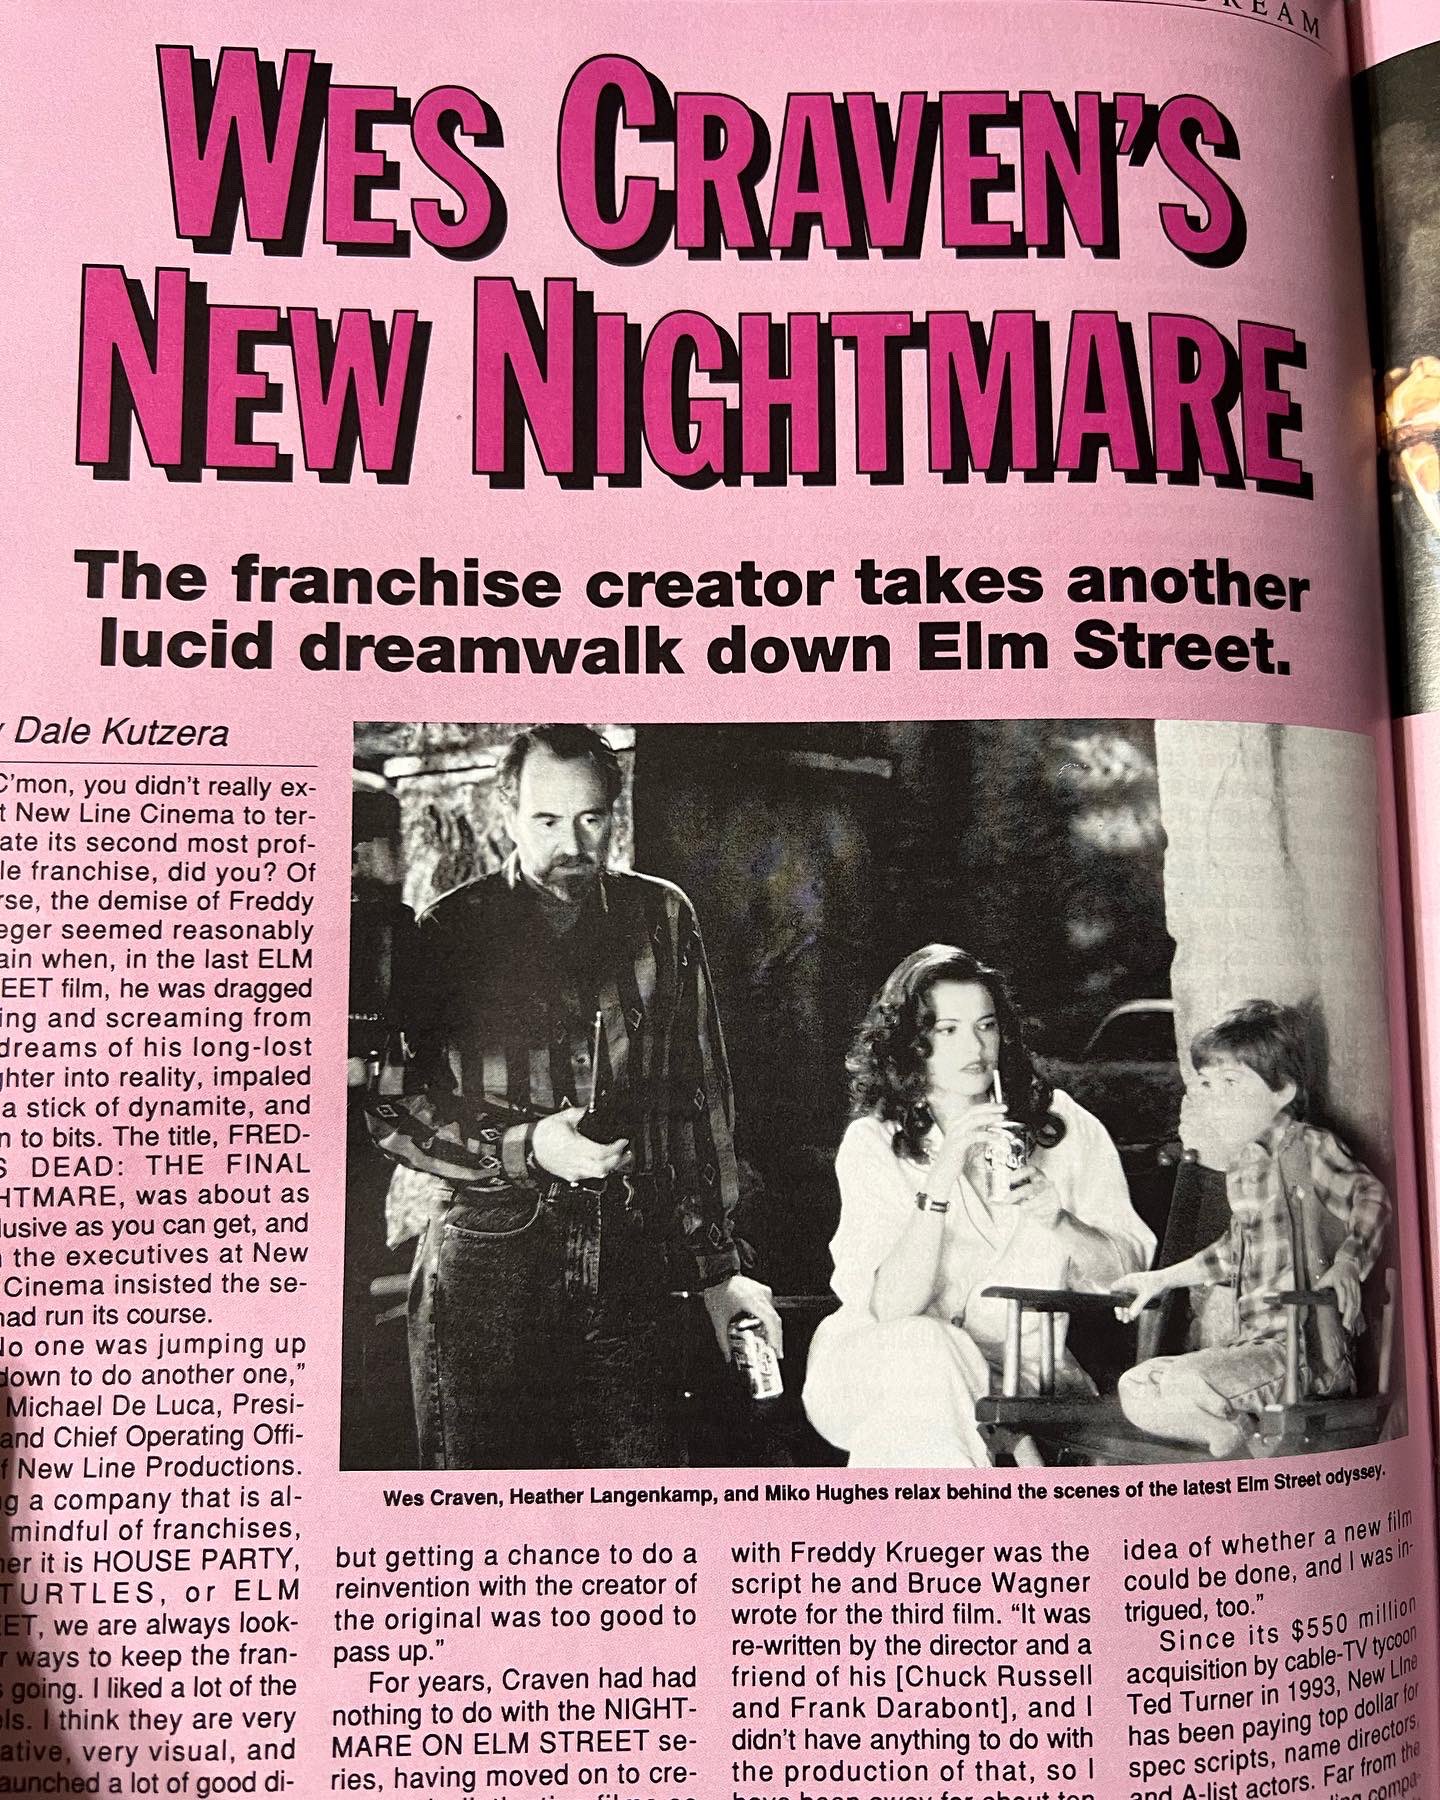 DREAM
WES CRAVEN'S
NEW NIGHTMARE
The franchise creator takes another
lucid dreamwalk down Elm Street.
y Dale Kutzera
C'mon, you didn't really ex-
t New Line Cinema to ter-
ate its second most prof-
le franchise, did you? Of
rse, the demise of Freddy
eger seemed reasonably
ain when, in the last ELM
EET film, he was dragged
ing and screaming from
dreams of his long-lost
ghter into reality, impaled
a stick of dynamite, and
n to bits. The title, FRED-
S DEAD: THE FINAL
HTMARE, was about as
lusive as you can get, and
the executives at New
Cinema insisted the se-
had run its course.
No one was jumping up
down to do another one,”
Michael De Luca, Presi-
and Chief Operating Offi-
f New Line Productions.
g a company that is al-
mindful of franchises,
her it is HOUSE PARTY,
TURTLES, or ELM
EET, we are always look-
r ways to keep the fran-
s going. I liked a lot of the
ls. I think they are very
ative, very visual, and
aunched a lot of good di-
Wes Craven, Heather Langenkamp, and Miko Hughes relax behind the scenes of the latest Elm Street odyssey.
but getting a chance to do a
reinvention with the creator of
the original was too good to
pass up.”
For years, Craven had had
nothing to do with the NIGHT-
MARE ON ELM STREET se-
ries, having moved on to cre-
with Freddy Krueger was the
script he and Bruce Wagner
wrote for the third film. “It was
re-written by the director and a
friend of his [Chuck Russell
and Frank Darabont], and I
didn't have anything to do with
the production of that, so I
have been away for about ten
idea of whether a new film
could be done, and I was in-
trigued, too.”
Since its $550 million
acquisition by cable-TV tycoon
Ted Turner in 1993, New LIne
has been paying top dollar for
spec scripts, name directors,
and A-list actors. Far from the